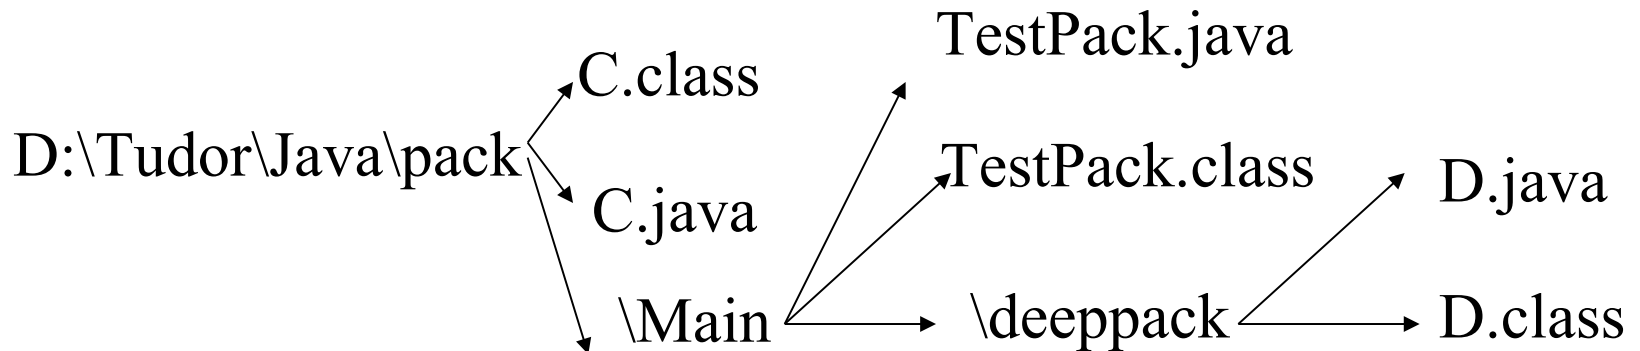 TestPack.java
C.class
D:\Tudor\Java\pack
TestPack.class
D.java
C.java
\Main
\deeppack
D.class